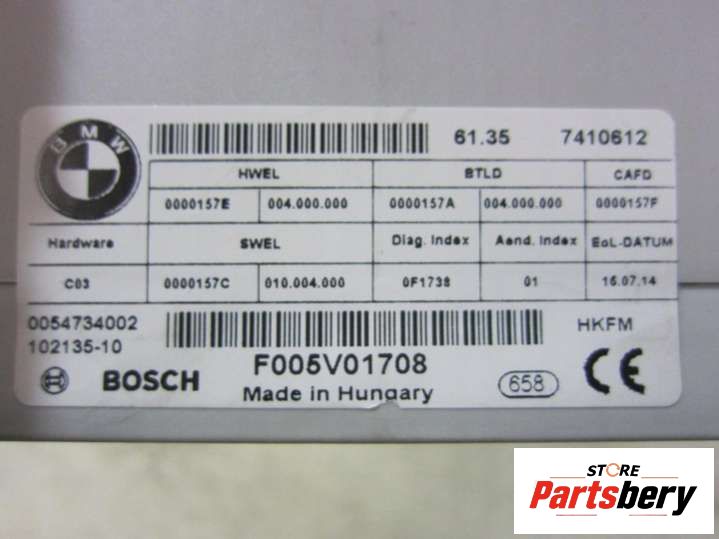 BMW
61.35 7410612
HWEL BTLD CAFD
0000157E 004.000.000 0000157A 004.000.000 0000157F
Hardware SWEL Diag. Index Aend. Index EoL-DATUM
C03 0000157C 010.004.000 0F1738 01 16.07.14
0054734002
102135-10
HKFM
F005V01708
BOSCH
Made in Hungary
658
CE
STORE
Partsbery